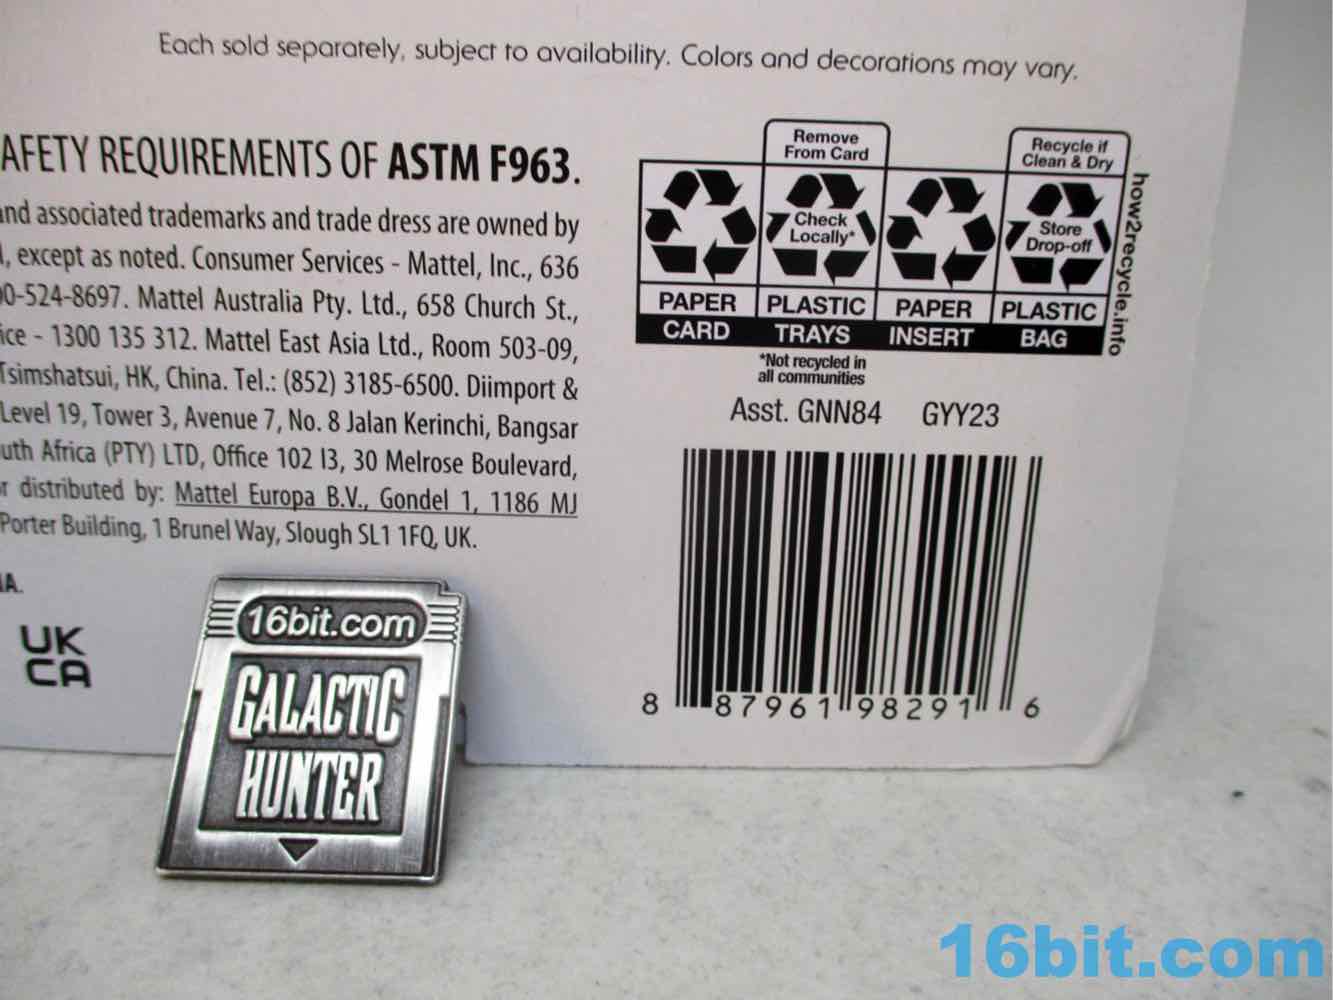 Each sold separately, subject to availability. Colors and decorations may vary.
AFETY REQUIREMENTS OF ASTM F963.
and associated trademarks and trade dress are owned by
, except as noted. Consumer Services - Mattel, Inc., 636
0-524-8697. Mattel Australia Pty. Ltd., 658 Church St.,
ice - 1300 135 312. Mattel East Asia Ltd., Room 503-09,
Tsimshatsui, HK, China. Tel.: (852) 3185-6500. Diimport &
Level 19, Tower 3, Avenue 7, No. 8 Jalan Kerinchi, Bangsar
uth Africa (PTY) LTD, Office 102 I3, 30 Melrose Boulevard,
r distributed by: Mattel Europa B.V., Gondel 1, 1186 MJ
Porter Building, 1 Brunel Way, Slough SL1 1FQ, UK.
IA.
UK
CA
Remove
From Card
Recycle if
Clean & Dry
Check
Locally*
Store
Drop-off
PAPER PLASTIC PAPER PLASTIC
CARD TRAYS INSERT BAG
how2recycle.info
*Not recycled in
all communities
Asst. GNN84 GYY23
8 87961 98291 6
16bit.com
GALACTIC
HUNTER
16bit.com